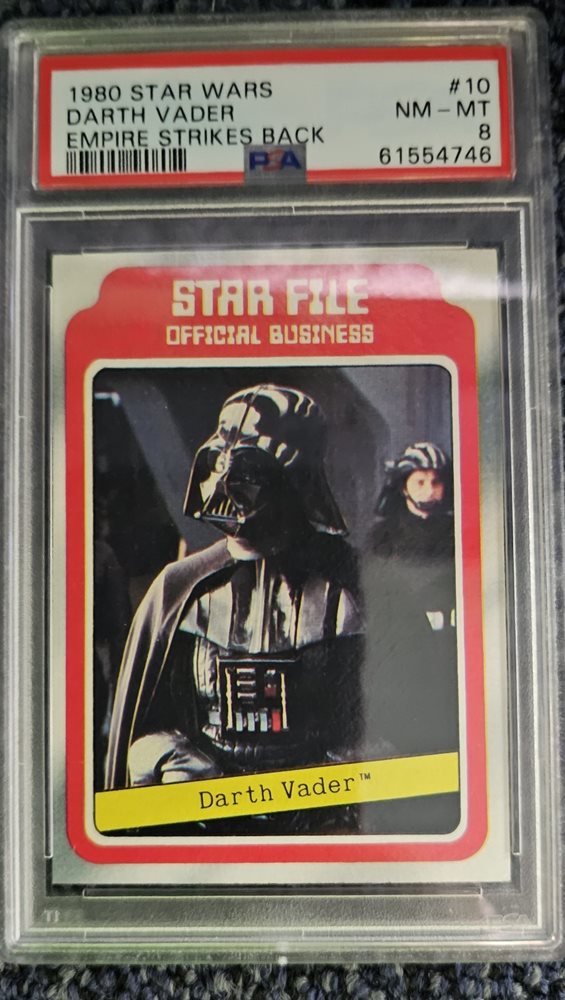 1980 STAR WARS #10
DARTH VADER NM - MT
EMPIRE STRIKES BACK 8
PSA 61554746
STAR FILE
OFFICIAL BUSINESS
Darth Vader™